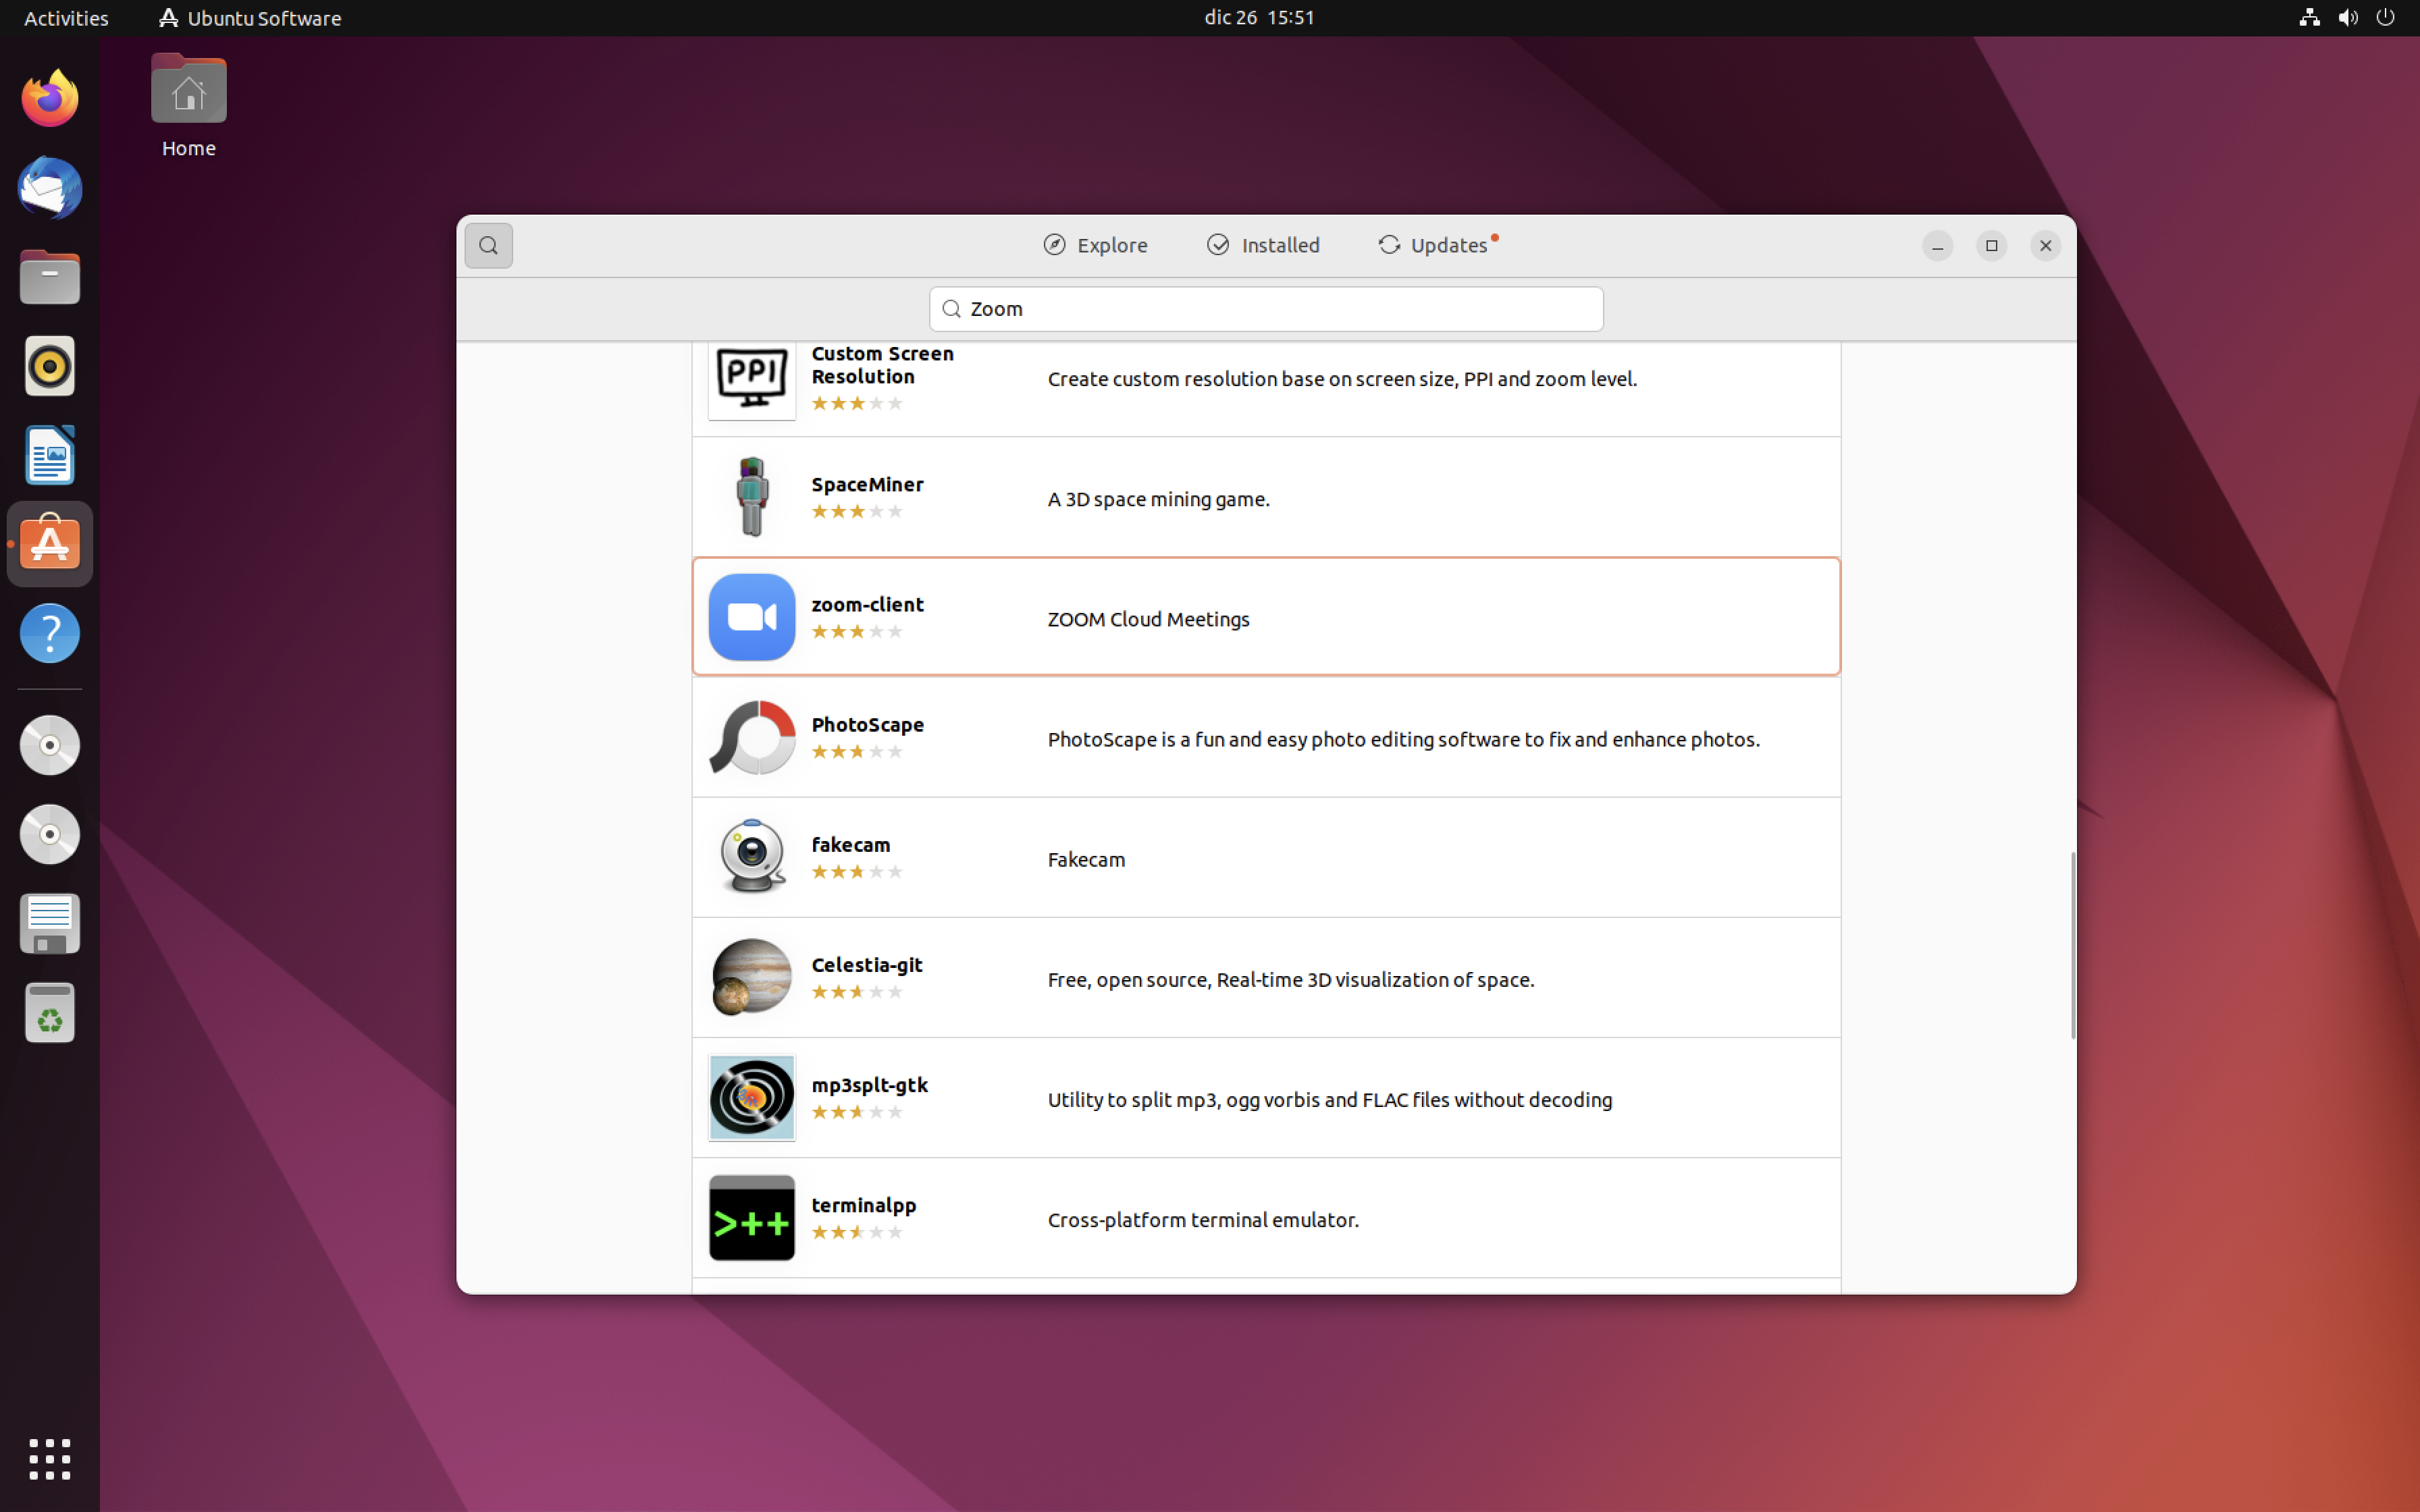 Activities
Ubuntu Software
dic 26 15:51
Home
Explore
Installed
Updates
Zoom
Custom Screen
Resolution
PPI
Create custom resolution base on screen size, PPI and zoom level.
SpaceMiner
A 3D space mining game.
zoom-client
ZOOM Cloud Meetings
PhotoScape
PhotoScape is a fun and easy photo editing software to fix and enhance photos.
fakecam
Fakecam
Celestia-git
Free, open source, Real-time 3D visualization of space.
mp3splt-gtk
Utility to split mp3, ogg vorbis and FLAC files without decoding
terminalpp
>++
Cross-platform terminal emulator.